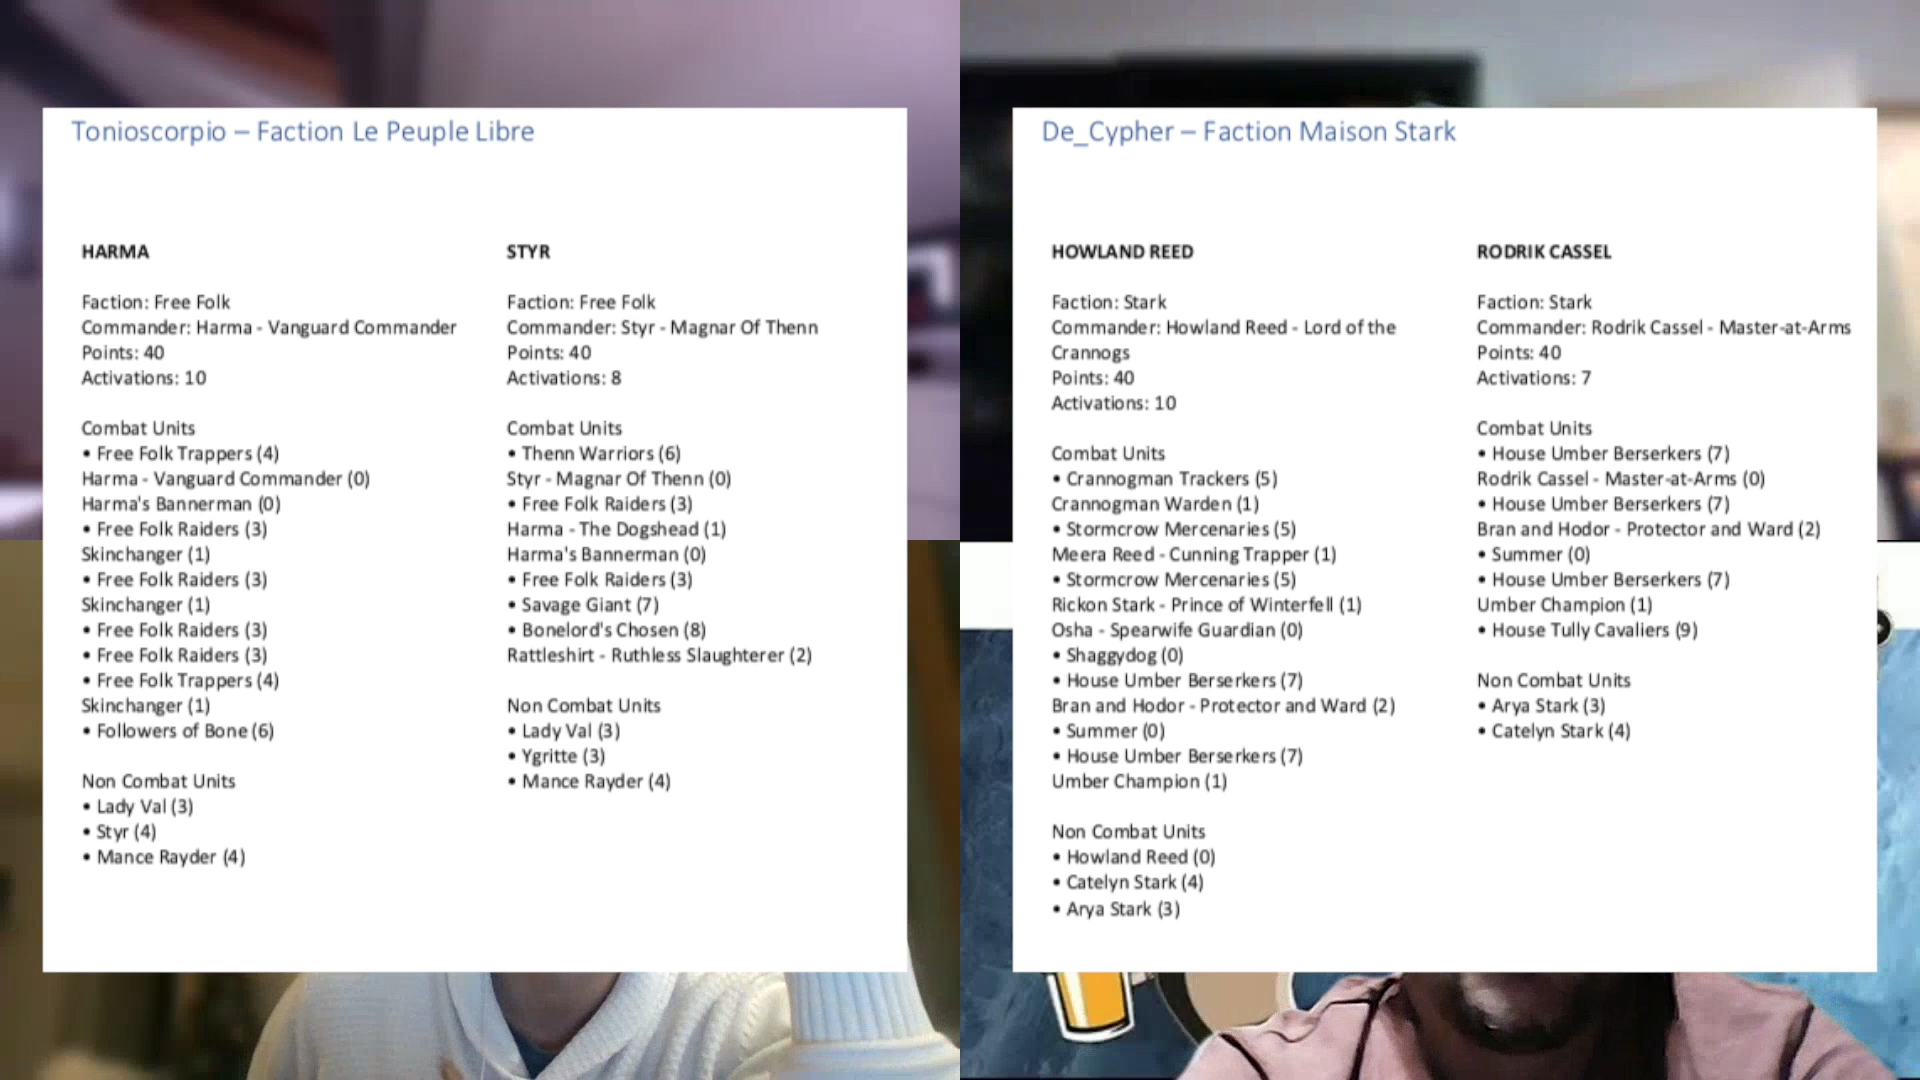 Tonioscorpio – Faction Le Peuple Libre
HARMA
Faction: Free Folk
Commander: Harma - Vanguard Commander
Points: 40
Activations: 10
Combat Units
• Free Folk Trappers (4)
Harma - Vanguard Commander (0)
Harma's Bannerman (0)
• Free Folk Raiders (3)
Skinchanger (1)
• Free Folk Raiders (3)
Skinchanger (1)
• Free Folk Raiders (3)
• Free Folk Raiders (3)
• Free Folk Trappers (4)
Skinchanger (1)
• Followers of Bone (6)
Non Combat Units
• Lady Val (3)
• Styr (4)
• Mance Rayder (4)
STYR
Faction: Free Folk
Commander: Styr - Magnar Of Thenn
Points: 40
Activations: 8
Combat Units
• Thenn Warriors (6)
Styr - Magnar Of Thenn (0)
• Free Folk Raiders (3)
Harma - The Dogshead (1)
Harma's Bannerman (0)
• Free Folk Raiders (3)
• Savage Giant (7)
• Bonelord's Chosen (8)
Rattleshirt - Ruthless Slaughterer (2)
Non Combat Units
• Lady Val (3)
• Ygritte (3)
• Mance Rayder (4)
De_Cypher – Faction Maison Stark
HOWLAND REED
Faction: Stark
Commander: Howland Reed - Lord of the
Crannogs
Points: 40
Activations: 10
Combat Units
• Crannogman Trackers (5)
Crannogman Warden (1)
• Stormcrow Mercenaries (5)
Meera Reed - Cunning Trapper (1)
• Stormcrow Mercenaries (5)
Rickon Stark - Prince of Winterfell (1)
Osha - Spearwife Guardian (0)
• Shaggydog (0)
• House Umber Berserkers (7)
Bran and Hodor - Protector and Ward (2)
• Summer (0)
• House Umber Berserkers (7)
Umber Champion (1)
Non Combat Units
• Howland Reed (0)
• Catelyn Stark (4)
• Arya Stark (3)
RODRIK CASSEL
Faction: Stark
Commander: Rodrik Cassel - Master-at-Arms
Points: 40
Activations: 7
Combat Units
• House Umber Berserkers (7)
Rodrik Cassel - Master-at-Arms (0)
• House Umber Berserkers (7)
Bran and Hodor - Protector and Ward (2)
• Summer (0)
• House Umber Berserkers (7)
Umber Champion (1)
• House Tully Cavaliers (9)
Non Combat Units
• Arya Stark (3)
• Catelyn Stark (4)